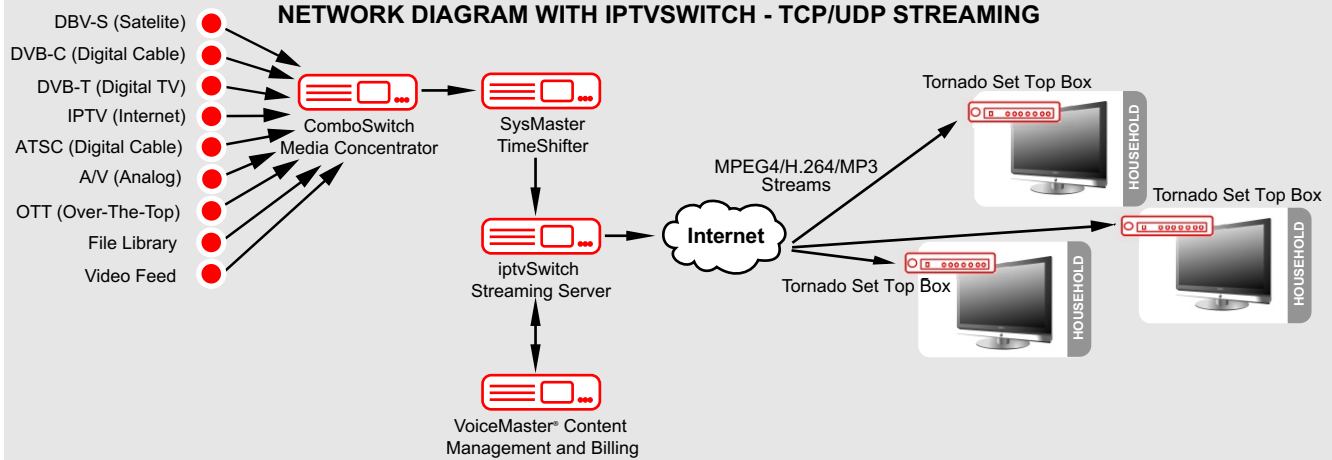 NETWORK DIAGRAM WITH IPTVSWITCH - TCP/UDP STREAMING
DBV-S (Satelite)
DVB-C (Digital Cable)
DVB-T (Digital TV)
IPTV (Internet)
ATSC (Digital Cable)
A/V (Analog)
OTT (Over-The-Top)
File Library
Video Feed
ComboSwitch
Media Concentrator
SysMaster
TimeShifter
iptvSwitch
Streaming Server
VoiceMaster® Content
Management and Billing
Internet
MPEG4/H.264/MP3
Streams
Tornado Set Top Box
HOUSEHOLD
Tornado Set Top Box
HOUSEHOLD
Tornado Set Top Box
HOUSEHOLD